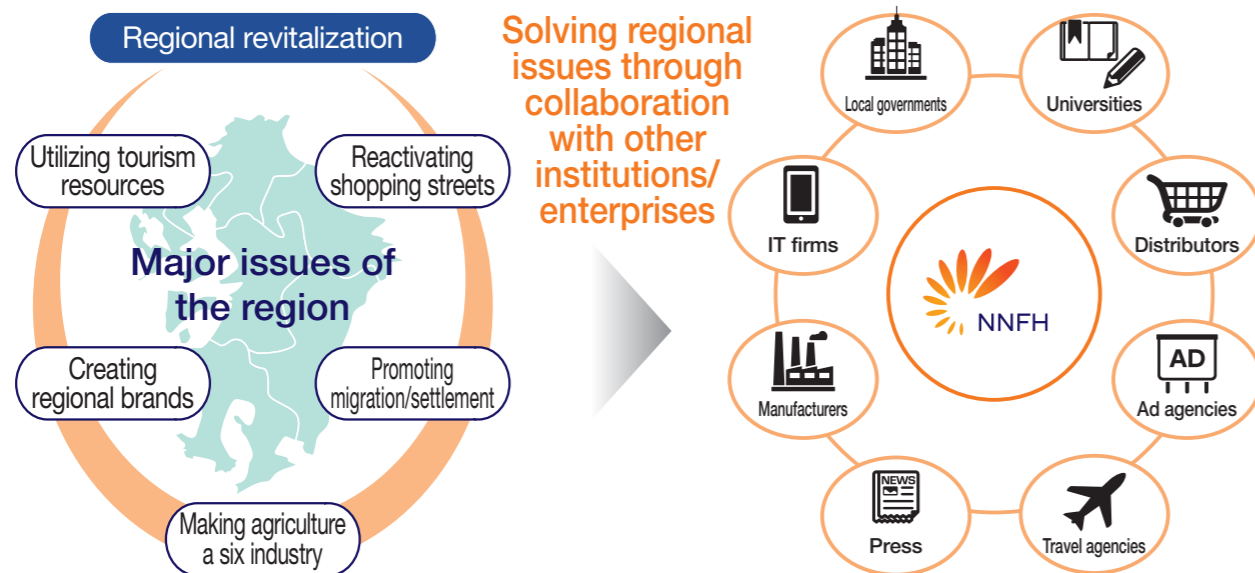 Regional revitalization
Utilizing tourism
resources
Reactivating
shopping streets
Major issues of
the region
Creating
regional brands
Promoting
migration/settlement
Making agriculture
a six industry
Solving regional
issues through
collaboration
with other
institutions/
enterprises
Local governments
Universities
IT firms
Distributors
NNFH
Manufacturers
AD
Ad agencies
NEWS
Press
Travel agencies